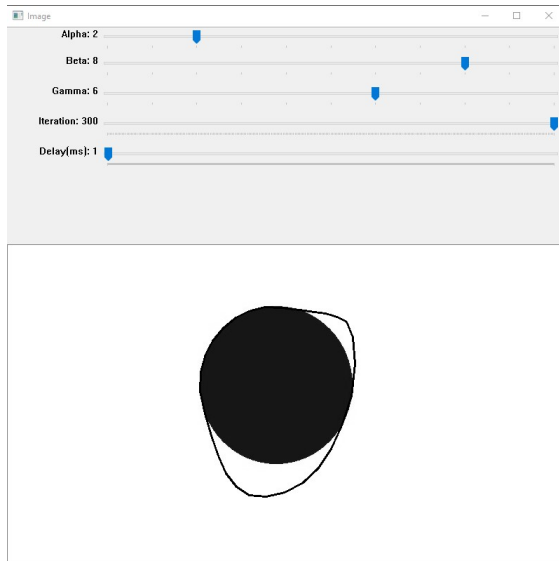 Image
Alpha: 2
Beta: 8
Gamma: 6
Iteration: 300
Delay(ms): 1